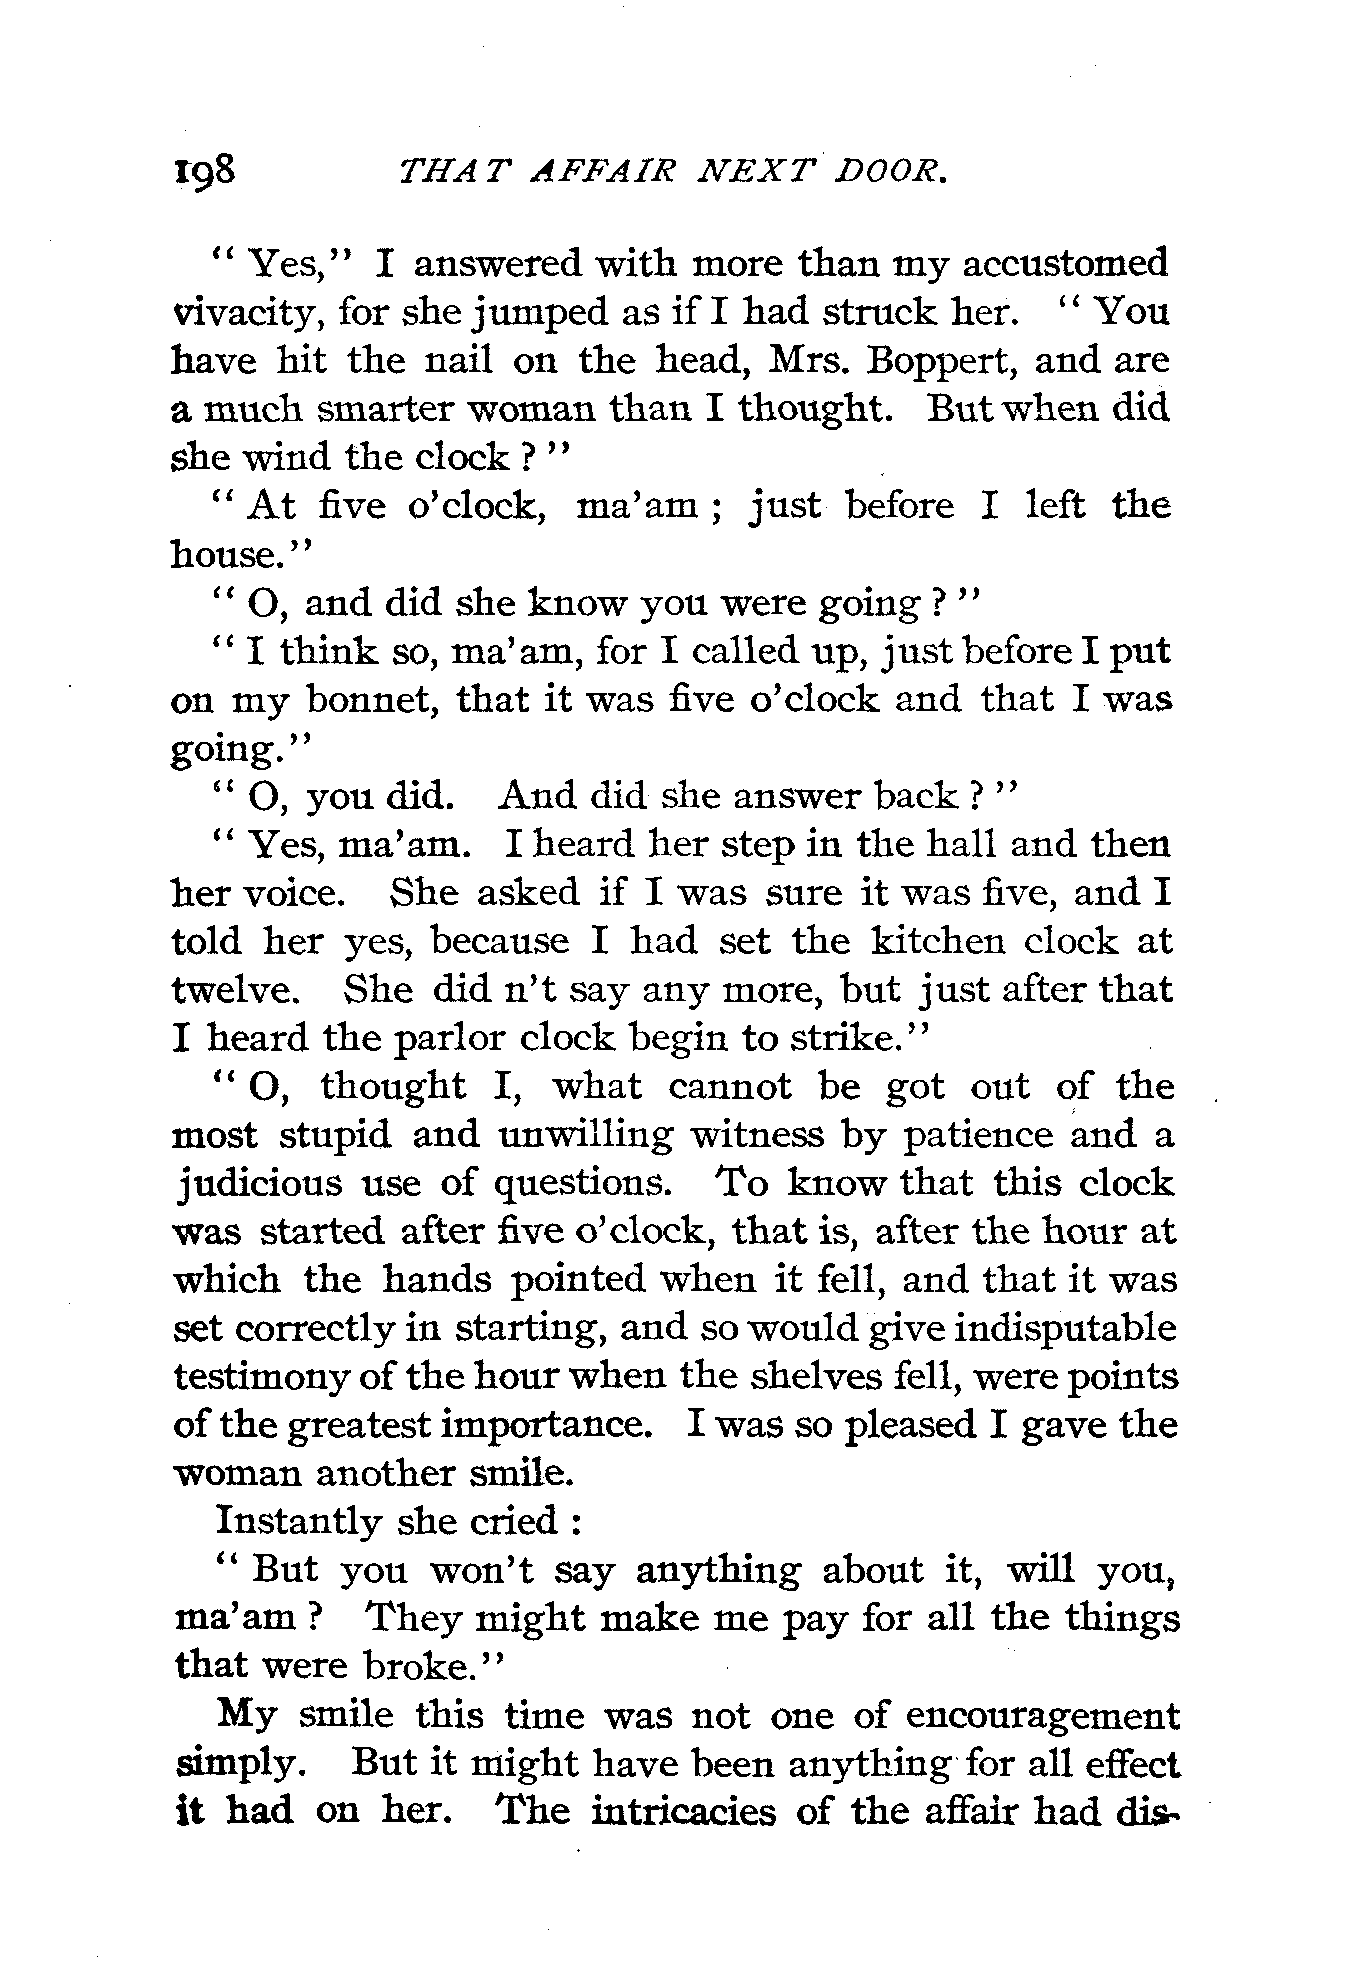 198 THAT AFFAIR NEXT DOOR.
" Yes," I answered with more than my accustomed
vivacity, for she jumped as if I had struck her. " You
have hit the nail on the head, Mrs. Boppert, and are
a much smarter woman than I thought. But when did
she wind the clock ? "
" At five o'clock, ma'am ; just before I left the
house."
" O, and did she know you were going ? "
" I think so, ma'am, for I called up, just before I put
on my bonnet, that it was five o'clock and that I was
going."
" O, you did. And did she answer back ? "
" Yes, ma'am. I heard her step in the hall and then
her voice. She asked if I was sure it was five, and I
told her yes, because I had set the kitchen clock at
twelve. She did n't say any more, but just after that
I heard the parlor clock begin to strike."
" O, thought I, what cannot be got out of the
most stupid and unwilling witness by patience and a
judicious use of questions. To know that this clock
was started after five o'clock, that is, after the hour at
which the hands pointed when it fell, and that it was
set correctly in starting, and so would give indisputable
testimony of the hour when the shelves fell, were points
of the greatest importance. I was so pleased I gave the
woman another smile.
Instantly she cried :
" But you won't say anything about it, will you,
ma'am ? They might make me pay for all the things
that were broke."
My smile this time was not one of encouragement
simply. But it might have been anything for all effect
it had on her. The intricacies of the affair had dis-